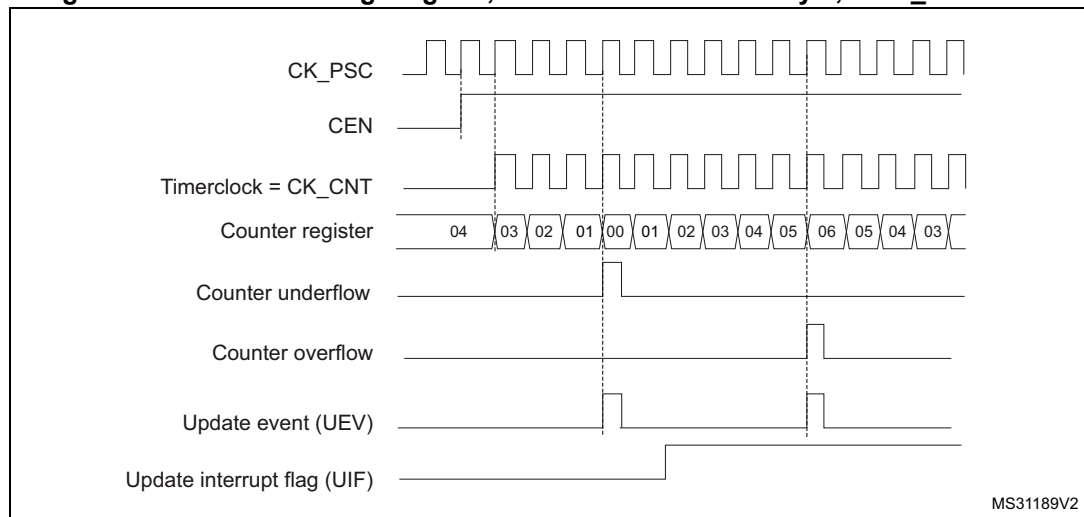 CK_PSC
CEN
Timerclock = CK_CNT
Counter register 04 03 02 01 00 01 02 03 04 05 06 05 04 03
Counter underflow
Counter overflow
Update event (UEV)
Update interrupt flag (UIF)
MS31189V2